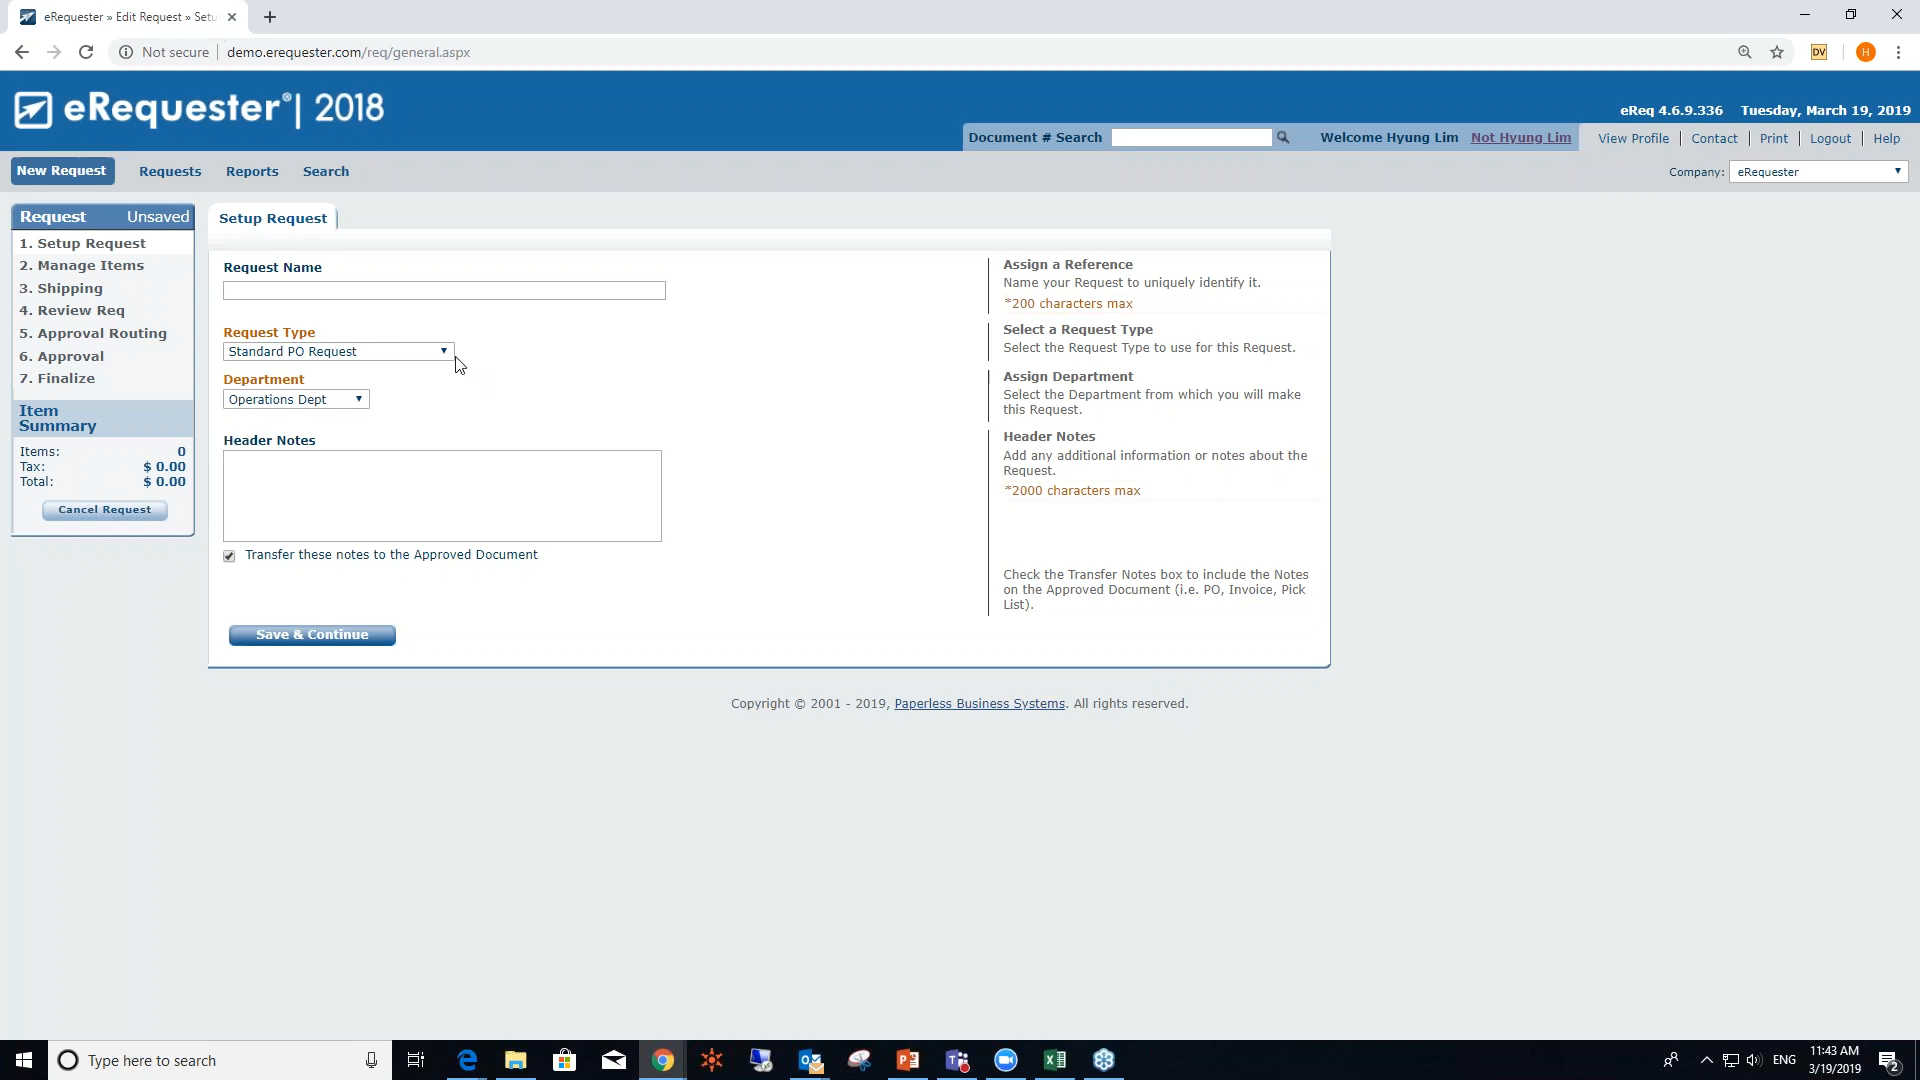 eRequester » Edit Request » Setu
Not secure
demo.erequester.com/req/general.aspx
DV
H
eRequester® | 2018
eReq 4.6.9.336
Tuesday, March 19, 2019
Document # Search
Welcome Hyung Lim
Not Hyung Lim
View Profile
Contact
Print
Logout
Help
New Request
Requests
Reports
Search
Company:
eRequester
Request
Unsaved
1. Setup Request
2. Manage Items
3. Shipping
4. Review Req
5. Approval Routing
6. Approval
7. Finalize
Item
Summary
Items: 0
Tax: $ 0.00
Total: $ 0.00
Cancel Request
Setup Request
Request Name
Request Type
Standard PO Request
Department
Operations Dept
Header Notes
Transfer these notes to the Approved Document
Save & Continue
Assign a Reference
Name your Request to uniquely identify it.
*200 characters max
Select a Request Type
Select the Request Type to use for this Request.
Assign Department
Select the Department from which you will make
this Request.
Header Notes
Add any additional information or notes about the
Request.
*2000 characters max
Check the Transfer Notes box to include the Notes
on the Approved Document (i.e. PO, Invoice, Pick
List).
Copyright © 2001 - 2019, Paperless Business Systems. All rights reserved.
Type here to search
ENG
11:43 AM
3/19/2019
2